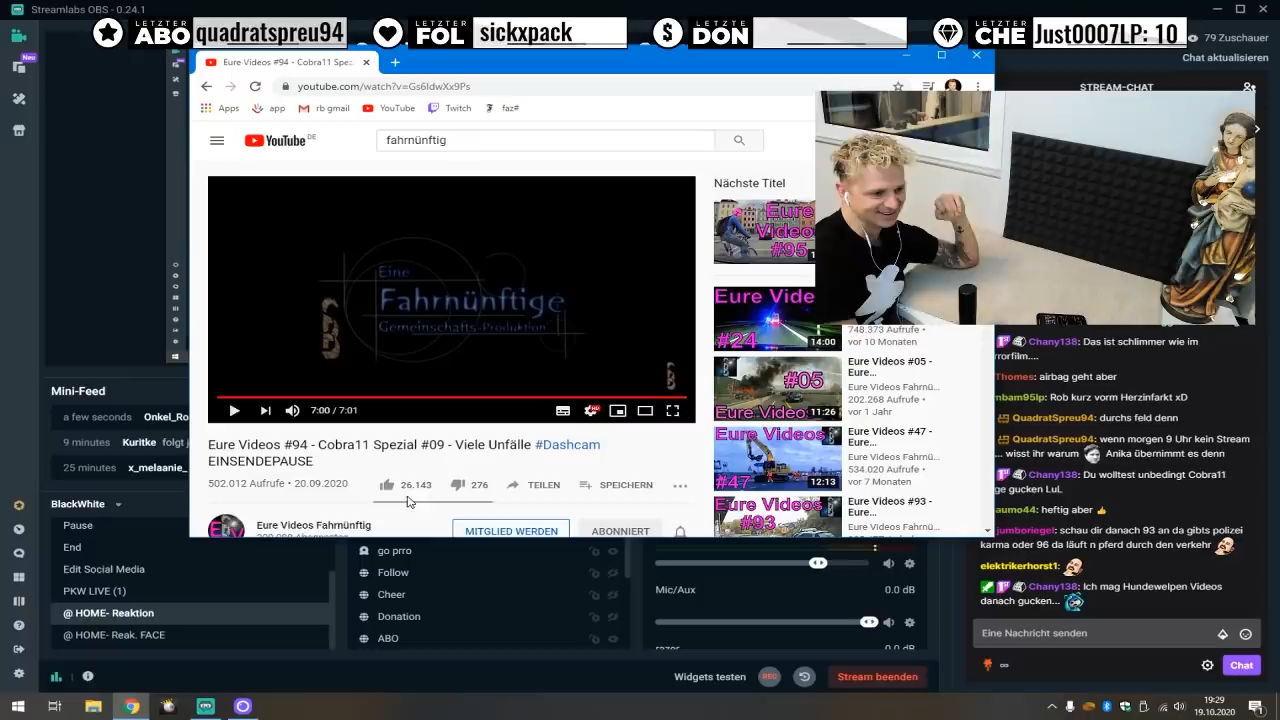 Streamlabs OBS - 0.24.1
LETZTER ABO quadratspreu94
LETZTER FOL sickxpack
LETZTE DON
LETZTER CHE Just0007LP: 10
79 Zuschauer
Chat aktualisieren
Neu
Eure Videos #94 - Cobra11 Spez
youtube.com/watch?v=Gs6IdwXx9Ps
STREAM-CHAT
Apps
app
rb gmail
YouTube
Twitch
faz#
YouTube DE
fahrnünftig
Nächste Titel
Eure
Videos
#95
Eine
Fahrnünftige
Gemeinschafts-Produktion
Eure Vide
#24
14:00
748.373 Aufrufe •
vor 10 Monaten
#05
Eure Videos
11:26
Eure Videos #05 -
Eure...
Eure Videos Fahrnü...
202.268 Aufrufe •
vor 1 Jahr
7:00 / 7:01
Eure Videos
#47
12:13
Eure Videos #47 -
Eure...
Eure Videos Fahrnü...
534.020 Aufrufe •
vor 7 Monaten
Eure Videos
#93
Eure Videos #93 -
Eure...
Eure Videos Fahrnü...
Eure Videos #94 - Cobra11 Spezial #09 - Viele Unfälle #Dashcam
EINSENDEPAUSE
502.012 Aufrufe • 20.09.2020
26.143
276
TEILEN
SPEICHERN
Eure Videos Fahrnünftig
MITGLIED WERDEN
ABONNIERT
Mini-Feed
a few seconds Onkel_Ro
9 minutes Kuritke folgt j
25 minutes x_melaanie_
BlackWhite
Pause
End
Edit Social Media
PKW LIVE (1)
@ HOME- Reaktion
@ HOME- Reak. FACE
go prro
Follow
Cheer
Donation
ABO
Mic/Aux
0.0 dB
razer
0.0 dB
Widgets testen
REC
Stream beenden
Chany138: Das ist schlimmer wie im
rrorfilm....
Thomes: airbag geht aber
mbam95lp: Rob kurz vorm Herzinfarkt xD
QuadratSpreu94: durchs feld denn
QuadratSpreu94: wenn morgen 9 Uhr kein Stream
... wisst ihr warum Anika übernimmt es denn
Chany138: Du wolltest unbedingt Cobra11
ge gucken LuL
aumo44: heftig aber
jumboriegel: schau dir danach 93 an da gibts polizei
karma oder 96 da läuft n pferd durch den verkehr
elektrikerhorst1:
Chany138: Ich mag Hundewelpen Videos
danach gucken...
Eine Nachricht senden
Chat
19:29
19.10.2020